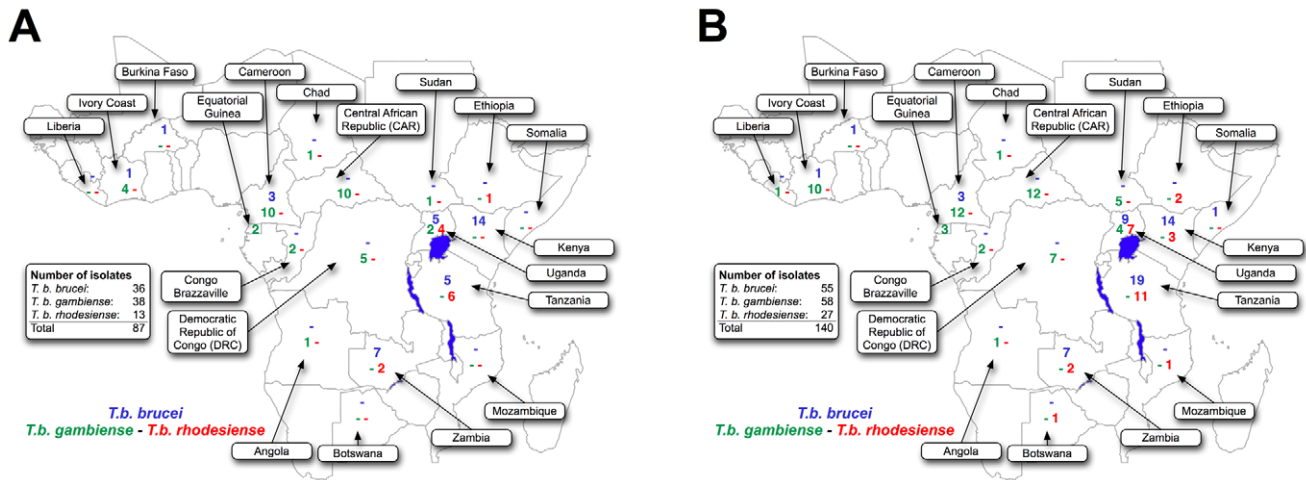 A
Burkina Faso
Cameroon
Sudan
Ivory Coast
Equatorial
Guinea
Chad
Central African
Republic (CAR)
Ethiopia
Liberia
Somalia
1
- -
-
1 -
-
- -
1
4 -
3
10 -
-
10 -
-
1 -
-
- 1
2
-
2 -
-
5 -
5
2 4
14
- -
-
- -
Kenya
Uganda
Tanzania
Number of isolates
T. b. brucei: 36
T. b. gambiense: 38
T. b. rhodesiense: 13
Total 87
Congo
Brazzaville
5
- 6
Democratic
Republic of
Congo (DRC)
-
1 -
7
- 2
-
- -
Mozambique
T.b. brucei
T.b. gambiense - T.b. rhodesiense
-
- -
Zambia
Angola
Botswana
B
Burkina Faso
Cameroon
Sudan
Ivory Coast
Equatorial
Guinea
Chad
Central African
Republic (CAR)
Ethiopia
Liberia
Somalia
1
- -
-
1 -
-
1 -
1
10 -
3
12 -
-
12 -
-
5 -
-
- 2
3
-
2 -
-
7 -
9
4 7
14
- 3
1
- -
Kenya
Uganda
Tanzania
Number of isolates
T. b. brucei: 55
T. b. gambiense: 58
T. b. rhodesiense: 27
Total 140
Congo
Brazzaville
19
- 11
Democratic
Republic of
Congo (DRC)
-
1 -
7
- 2
-
- 1
Mozambique
T.b. brucei
T.b. gambiense - T.b. rhodesiense
-
- 1
Zambia
Angola
Botswana